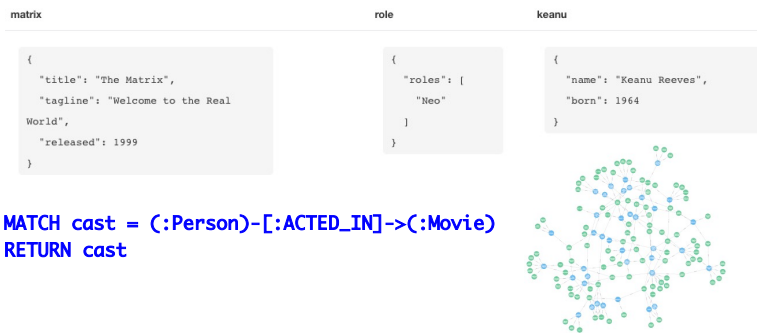 matrix role keanu
{ { {
"title": "The Matrix", "roles": [ "name": "Keanu Reeves",
"tagline": "Welcome to the Real "Neo" "born": 1964
World", ] }
"released": 1999 }
}
MATCH cast = (:Person)-[:ACTED_IN]->(:Movie)
RETURN cast